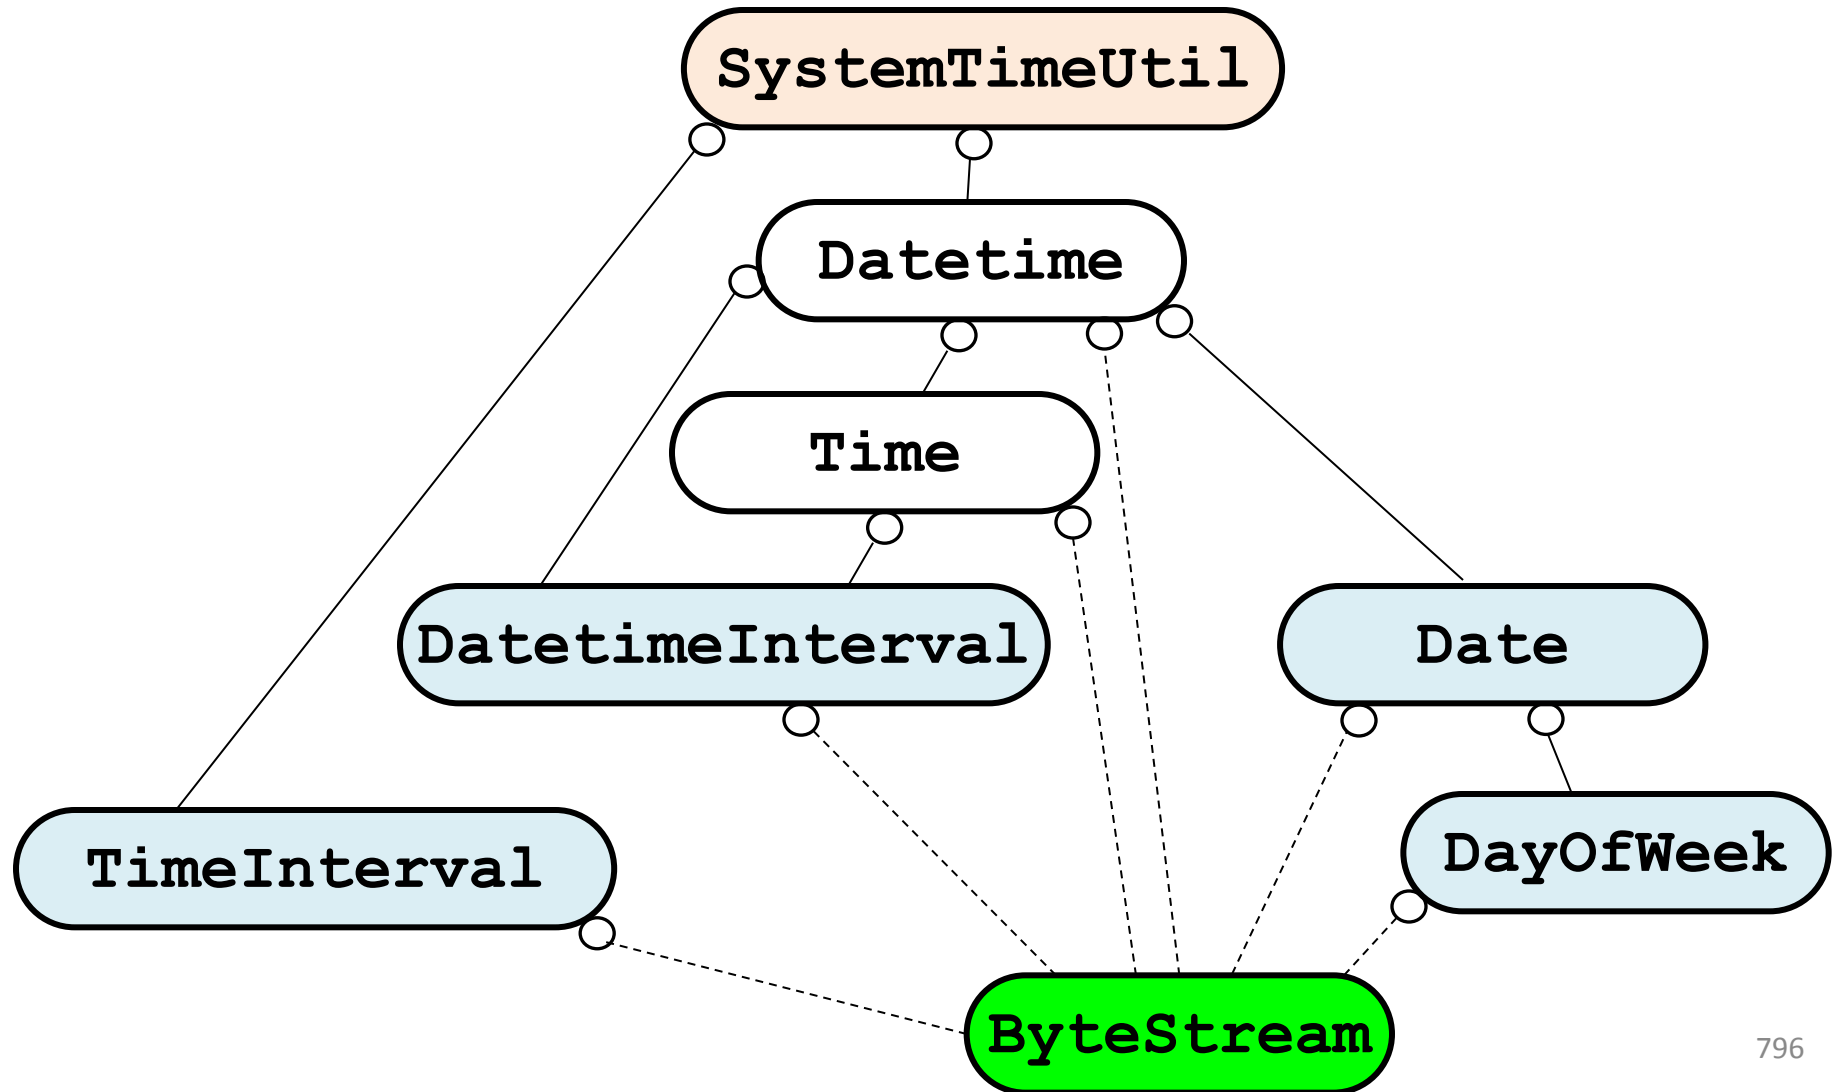 SystemTimeUtil
Datetime
Time
DatetimeInterval
Date
TimeInterval
DayOfWeek
ByteStream
796